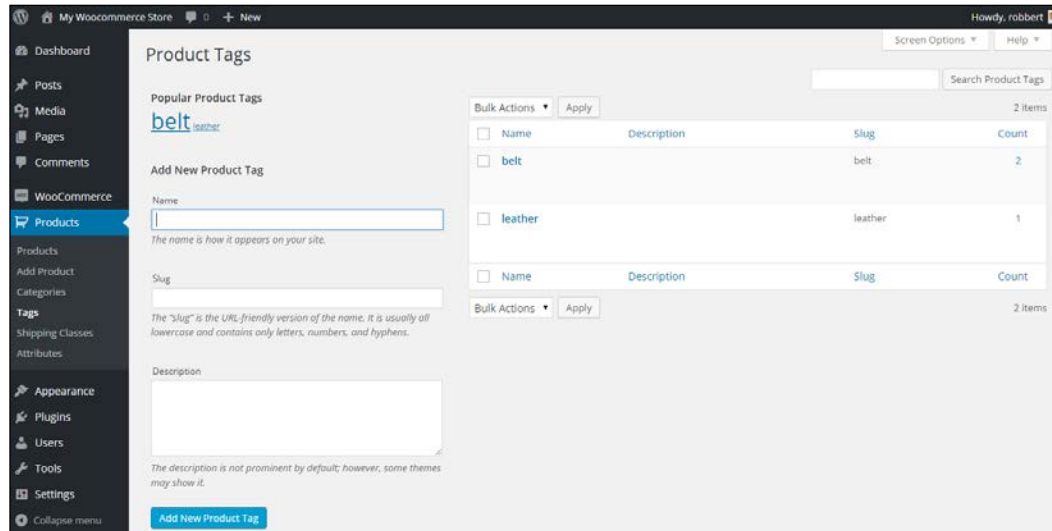 My Woocommerce Store 0 + New
Howdy, robbert
Dashboard
Posts
Media
Pages
Comments
WooCommerce
Products
Products
Add Product
Categories
Tags
Shipping Classes
Attributes
Appearance
Plugins
Users
Tools
Settings
Collapse menu
Screen Options Help
Product Tags
Search Product Tags
Popular Product Tags
belt leather
Add New Product Tag
Name
The name is how it appears on your site.
Slug
The "slug" is the URL-friendly version of the name. It is usually all
lowercase and contains only letters, numbers, and hyphens.
Description
The description is not prominent by default; however, some themes
may show it.
Add New Product Tag
Bulk Actions Apply 2 items
Name Description Slug Count
belt belt 2
leather leather 1
Name Description Slug Count
Bulk Actions Apply 2 items